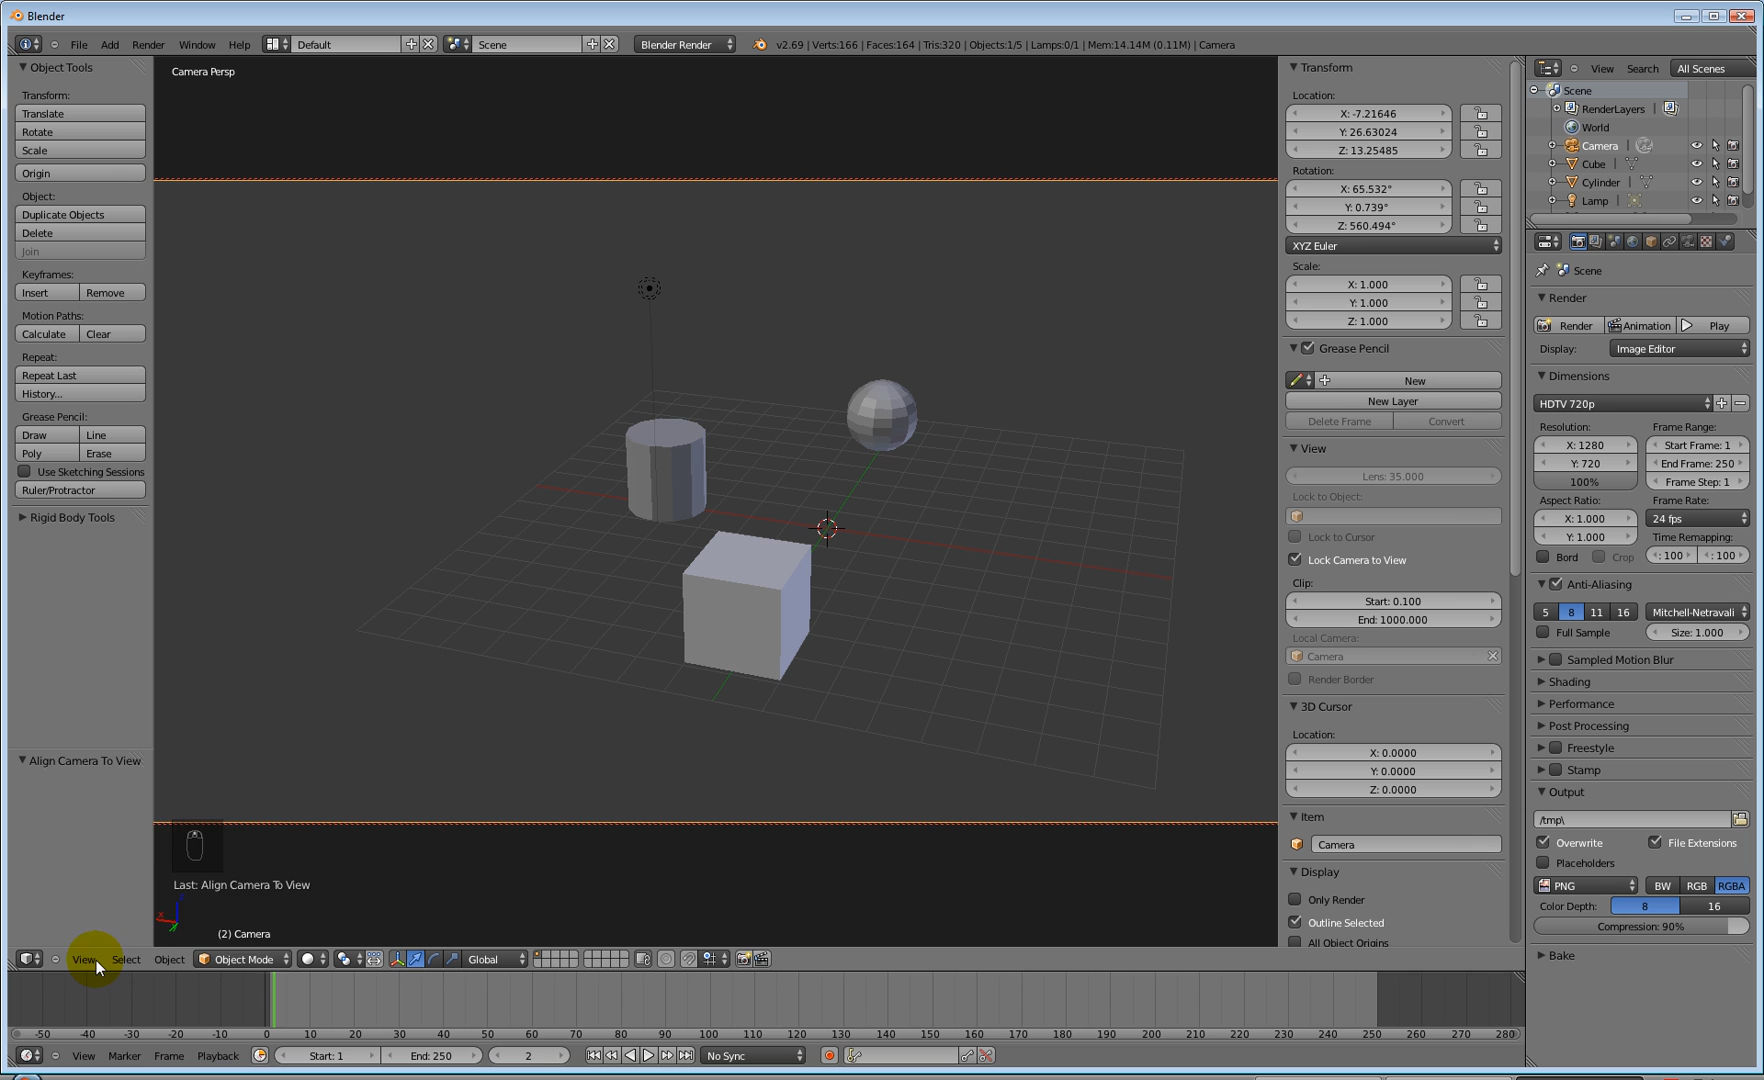 Blender
File Add Render Window Help Default Scene Blender Render v2.69 | Verts:166 | Faces:164 | Tris:320 | Objects:1/5 | Lamps:0/1 | Mem:14.14M (0.11M) | Camera
Object Tools
Transform:
Translate
Rotate
Scale
Origin
Object:
Duplicate Objects
Delete
Join
Keyframes:
Insert Remove
Motion Paths:
Calculate Clear
Repeat:
Repeat Last
History...
Grease Pencil:
Draw Line
Poly Erase
Use Sketching Sessions
Ruler/Protractor
Rigid Body Tools
Align Camera To View
Camera Persp
Last: Align Camera To View
(2) Camera
Transform
Location:
X: -7.21646
Y: 26.63024
Z: 13.25485
Rotation:
X: 65.532°
Y: 0.739°
Z: 560.494°
XYZ Euler
Scale:
X: 1.000
Y: 1.000
Z: 1.000
Grease Pencil
New
New Layer
Delete Frame Convert
View
Lens: 35.000
Lock to Object:
Lock to Cursor
Lock Camera to View
Clip:
Start: 0.100
End: 1000.000
Local Camera:
Camera
Render Border
3D Cursor
Location:
X: 0.0000
Y: 0.0000
Z: 0.0000
Item
Camera
Display
Only Render
Outline Selected
All Object Origins
View Search All Scenes
Scene
RenderLayers
World
Camera
Cube
Cylinder
Lamp
Scene
Render
Render Animation Play
Display: Image Editor
Dimensions
HDTV 720p
Resolution: Frame Range:
X: 1280 Start Frame: 1
Y: 720 End Frame: 250
100% Frame Step: 1
Aspect Ratio: Frame Rate:
X: 1.000 24 fps
Y: 1.000 Time Remapping:
Bord Crop : 100 : 100
Anti-Aliasing
5 8 11 16 Mitchell-Netravali
Full Sample Size: 1.000
Sampled Motion Blur
Shading
Performance
Post Processing
Freestyle
Stamp
Output
/tmp\
Overwrite File Extensions
Placeholders
PNG BW RGB RGBA
Color Depth: 8 16
Compression: 90%
Bake
View Select Object Object Mode Global
-50 -40 -30 -20 -10 0 10 20 30 40 50 60 70 80 90 100 110 120 130 140 150 160 170 180 190 200 210 220 230 240 250 260 270 280
View Marker Frame Playback Start: 1 End: 250 2 No Sync